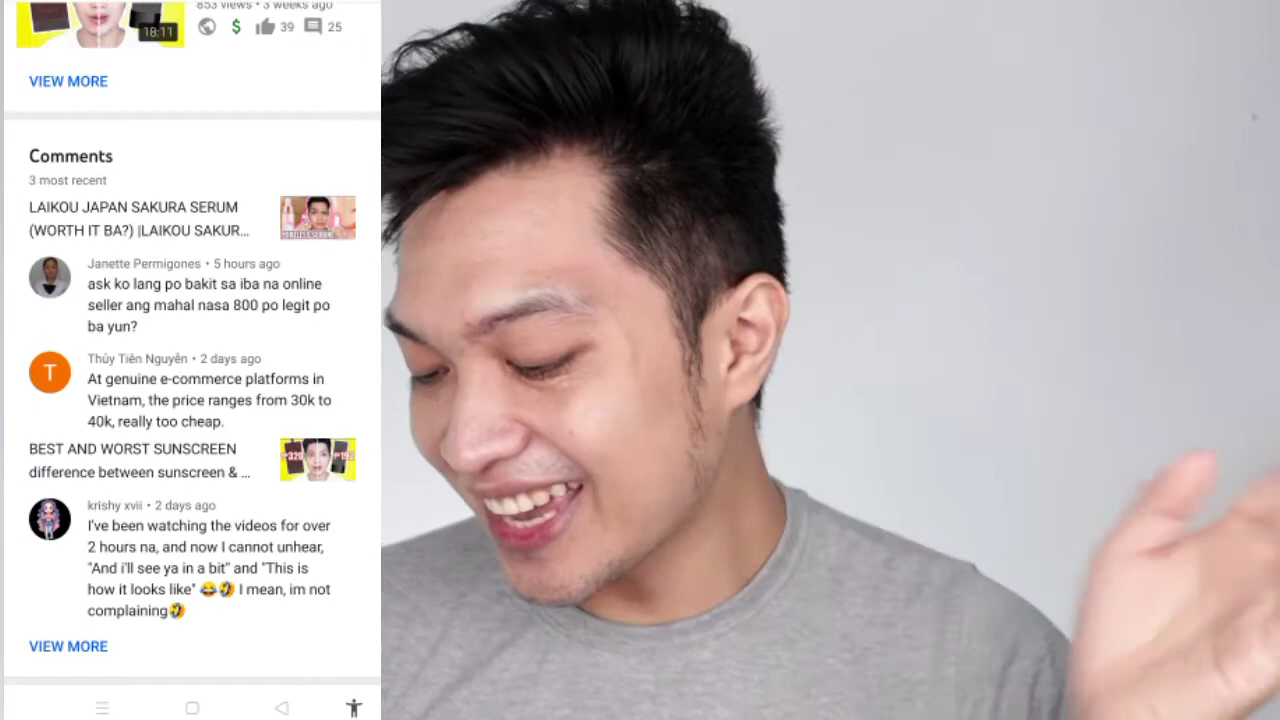 853 views • 3 weeks ago
18:11
39
25
VIEW MORE
Comments
3 most recent
LAIKOU JAPAN SAKURA SERUM
(WORTH IT BA?) |LAIKOU SAKUR...
PORELESS SERUM
Janette Permigones • 5 hours ago
ask ko lang po bakit sa iba na online
seller ang mahal nasa 800 po legit po
ba yun?
T
Thủy Tiên Nguyễn • 2 days ago
At genuine e-commerce platforms in
Vietnam, the price ranges from 30k to
40k, really too cheap.
BEST AND WORST SUNSCREEN
difference between sunscreen & ...
₱320
krishy xvii • 2 days ago
I've been watching the videos for over
2 hours na, and now I cannot unhear,
"And i'll see ya in a bit" and "This is
how it looks like" 😂🤣 I mean, im not
complaining🤣
VIEW MORE